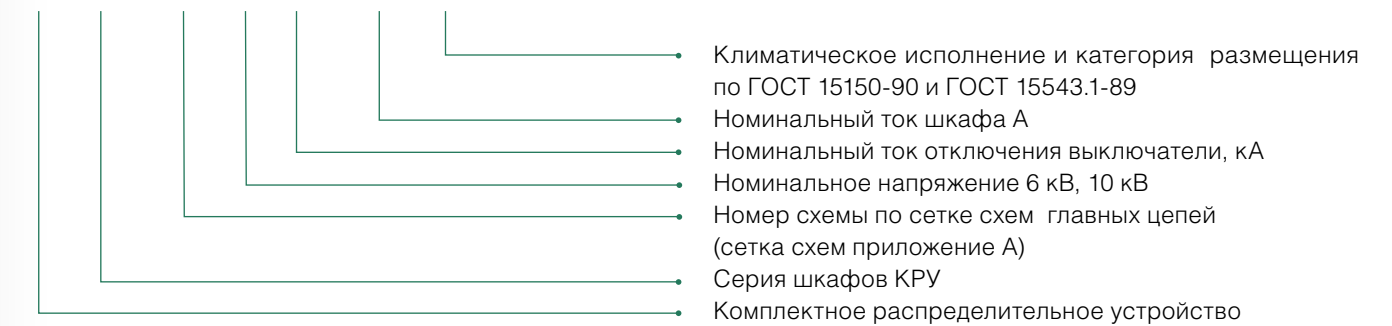 Климатическое исполнение и категория размещения
по ГОСТ 15150-90 и ГОСТ 15543.1-89
Номинальный ток шкафа А
Номинальный ток отключения выключатели, кА
Номинальное напряжение 6 кВ, 10 кВ
Номер схемы по сетке схем главных цепей
(сетка схем приложение А)
Серия шкафов КРУ
Комплектное распределительное устройство